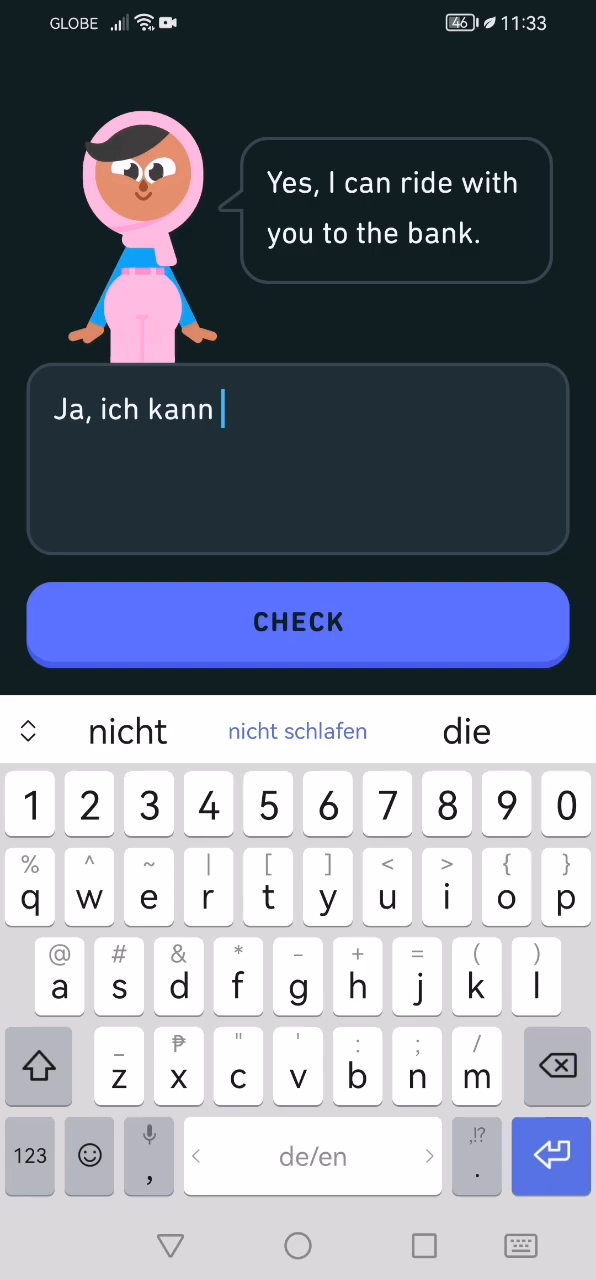 GLOBE 46 11:33
Yes, I can ride with
you to the bank.
Ja, ich kann
CHECK
nicht nicht schlafen die
1 2 3 4 5 6 7 8 9 0
% ^ ~ | [ ] < > { }
q w e r t y u i o p
@ # & * - + = ( )
a s d f g h j k l
_ ₱ " ' : ; /
z x c v b n m
,!?
123 , < de/en > .